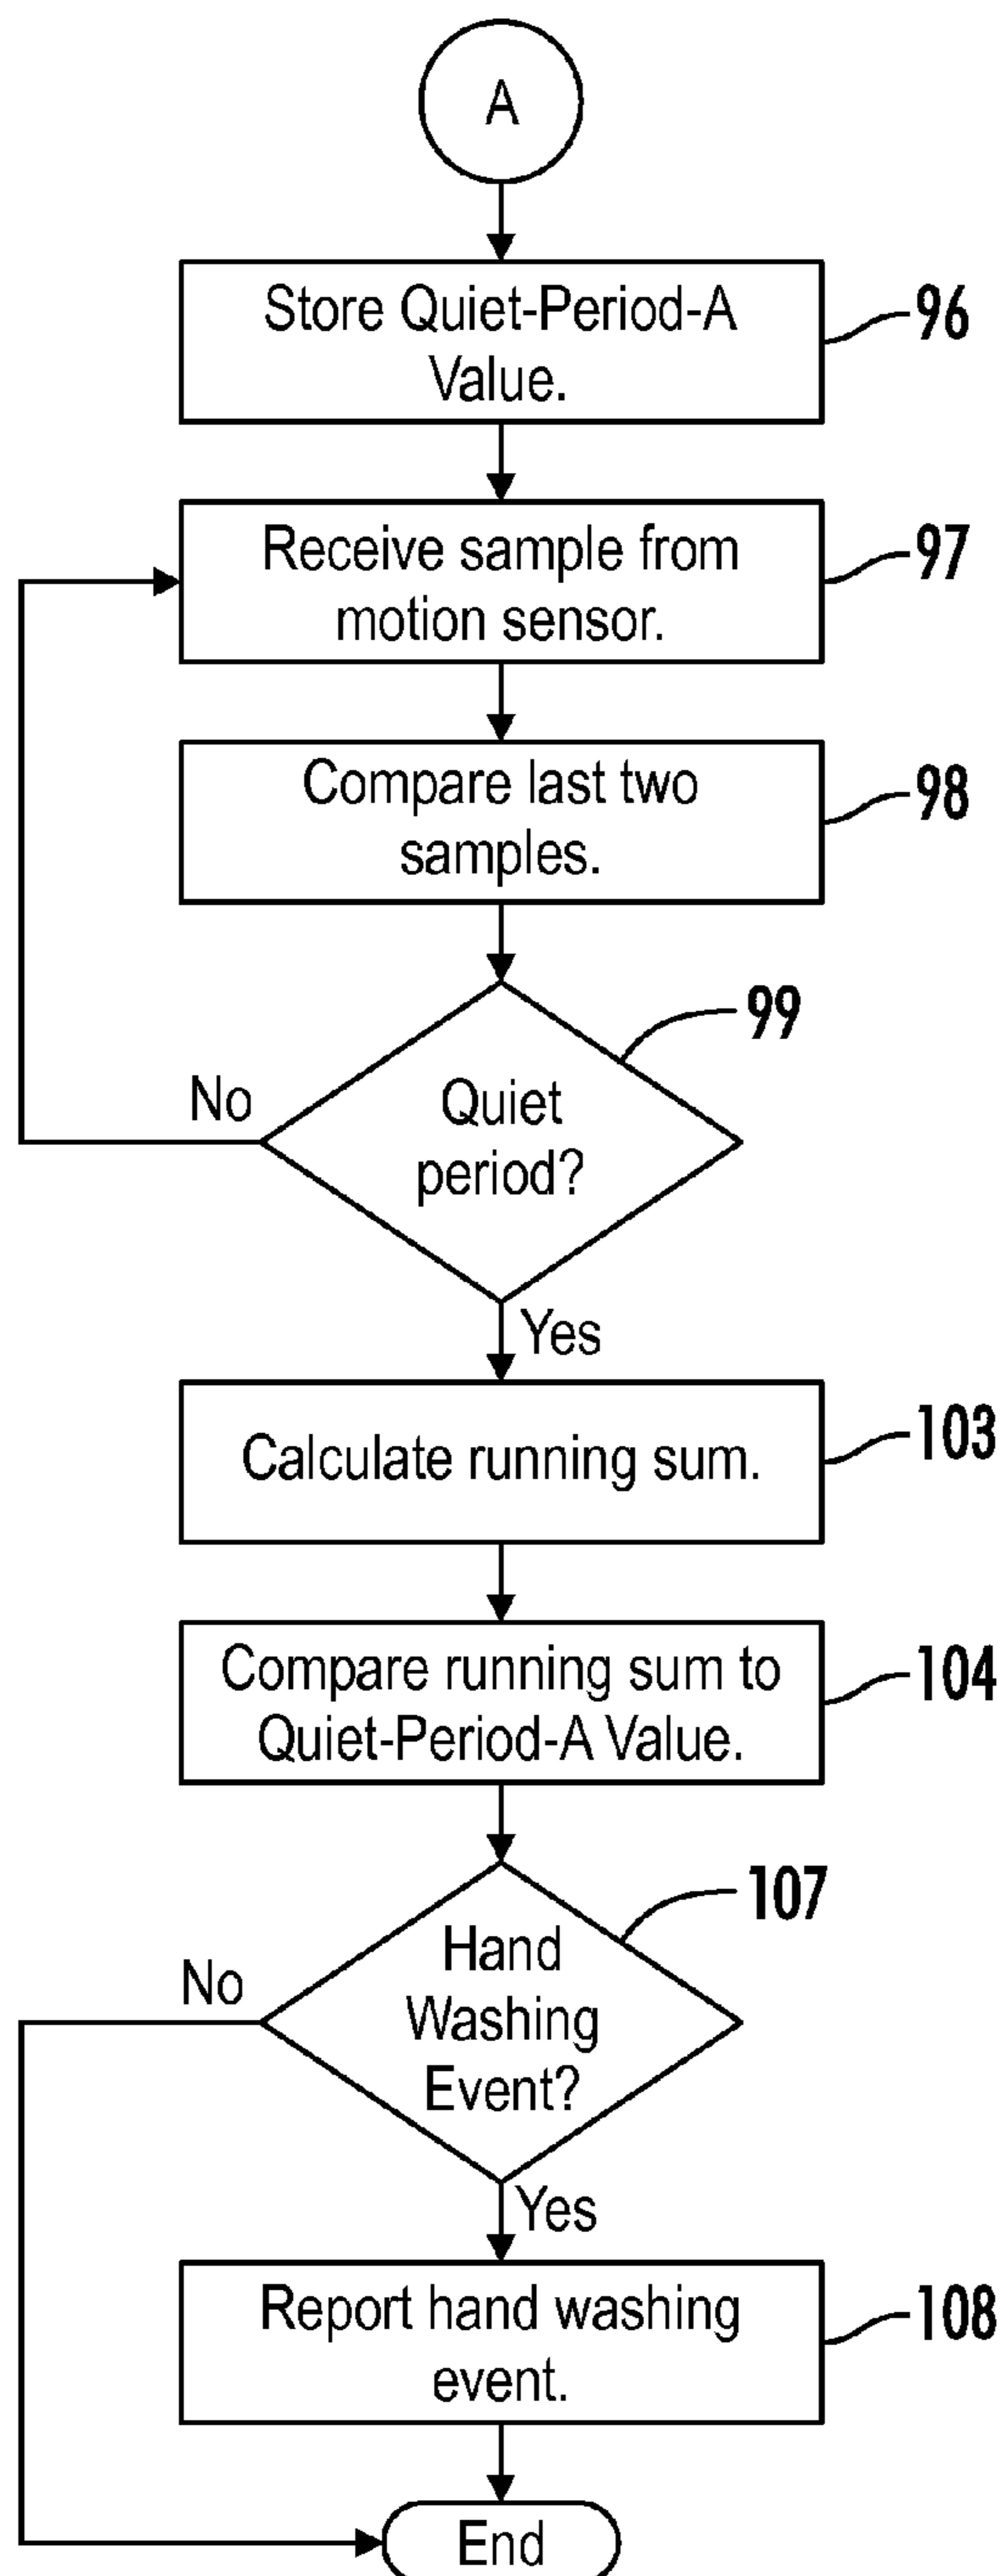 A
Store Quiet-Period-A
Value.
96
Receive sample from
motion sensor.
97
Compare last two
samples.
98
99
Quiet
period?
No
Yes
Calculate running sum.
103
Compare running sum to
Quiet-Period-A Value.
104
107
Hand
Washing
Event?
No
Yes
Report hand washing
event.
108
End